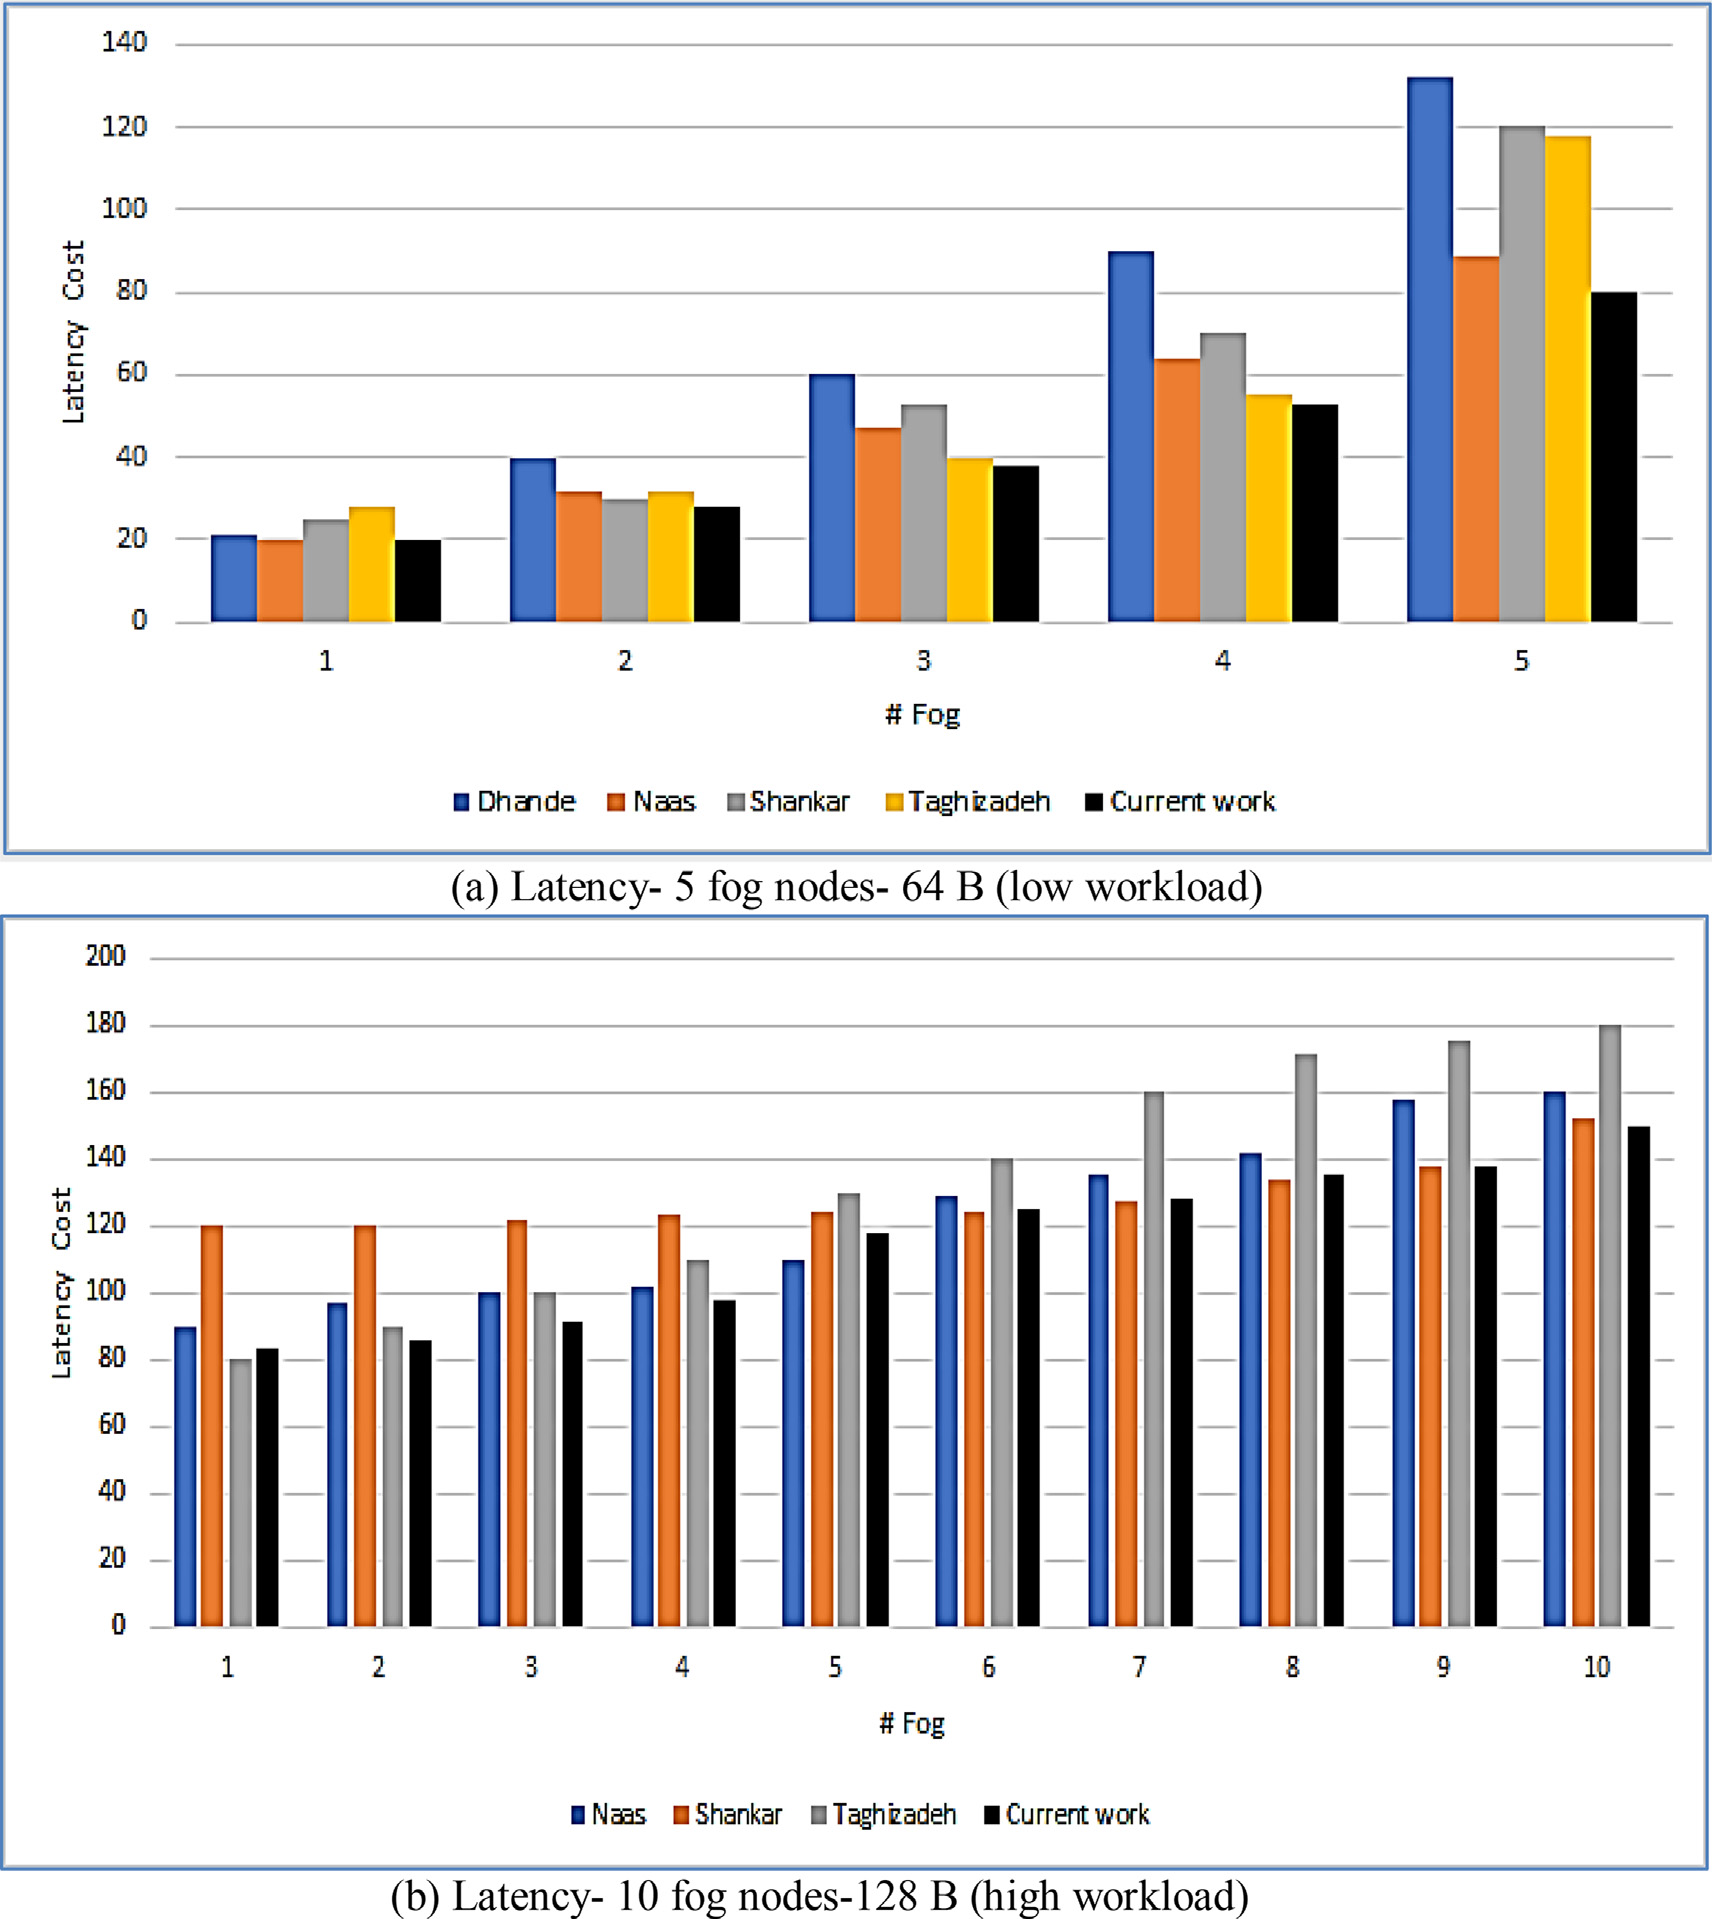 140
120
100
80
60
40
20
0
Latency Cost
1 2 3 4 5
# Fog
Dhande Naas Shankar Taghizadeh Current work
(a) Latency- 5 fog nodes- 64 B (low workload)
200
180
160
140
120
100
80
60
40
20
0
Latency Cost
1 2 3 4 5 6 7 8 9 10
# Fog
Naas Shankar Taghizadeh Current work
(b) Latency- 10 fog nodes-128 B (high workload)